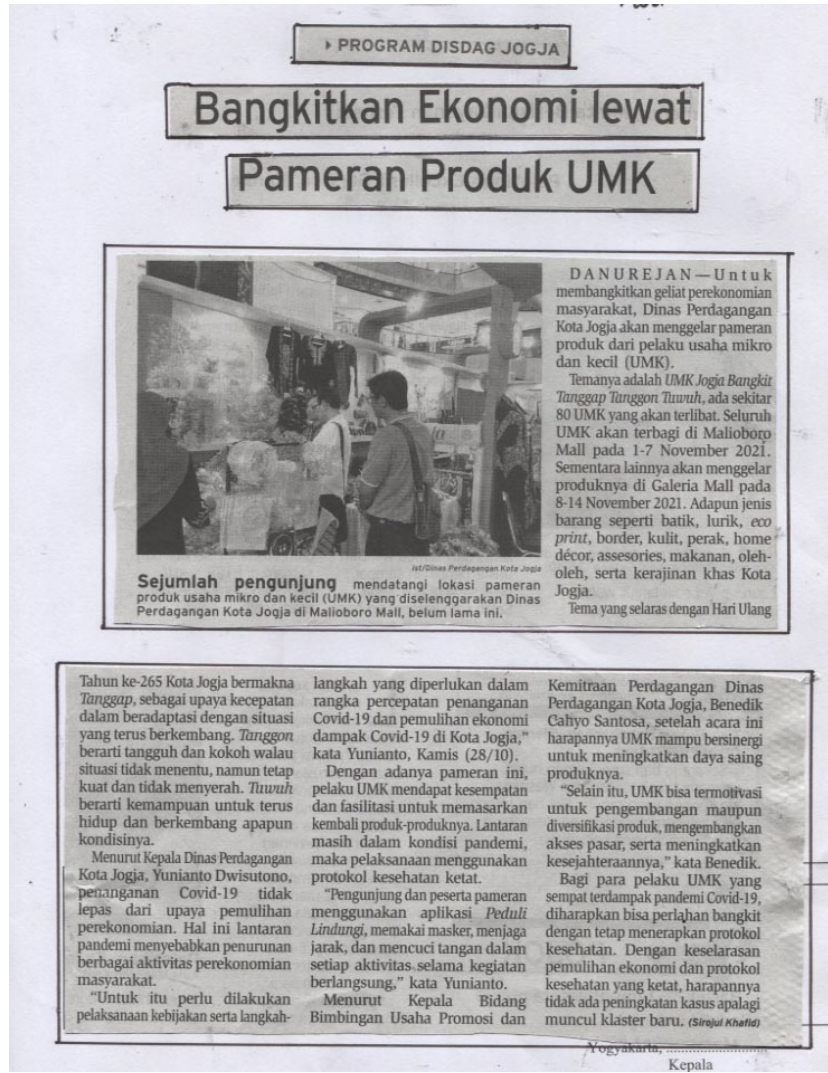 ▸ PROGRAM DISDAG JOGJA
Bangkitkan Ekonomi lewat
Pameran Produk UMK
DANUREJAN—Untuk
membangkitkan geliat perekonomian
masyarakat, Dinas Perdagangan
Kota Jogja akan menggelar pameran
produk dari pelaku usaha mikro
dan kecil (UMK).
Temanya adalah UMK Jogja Bangkit
Tanggap Tanggon Tuwuh, ada sekitar
80 UMK yang akan terlibat. Seluruh
UMK akan terbagi di Malioboro
Mall pada 1-7 November 2021.
Sementara lainnya akan menggelar
produknya di Galeria Mall pada
8-14 November 2021. Adapun jenis
barang seperti batik, lurik, eco
print, border, kulit, perak, home
décor, assesories, makanan, oleh-
oleh, serta kerajinan khas Kota
Jogja.
Tema yang selaras dengan Hari Ulang
Ist/Dinas Perdagangan Kota Jogja
Sejumlah pengunjung mendatangi lokasi pameran
produk usaha mikro dan kecil (UMK) yang diselenggarakan Dinas
Perdagangan Kota Jogja di Malioboro Mall, belum lama ini.
Tahun ke-265 Kota Jogja bermakna
Tanggap, sebagai upaya kecepatan
dalam beradaptasi dengan situasi
yang terus berkembang. Tanggon
berarti tangguh dan kokoh walau
situasi tidak menentu, namun tetap
kuat dan tidak menyerah. Tuwuh
berarti kemampuan untuk terus
hidup dan berkembang apapun
kondisinya.
Menurut Kepala Dinas Perdagangan
Kota Jogja, Yunianto Dwisutono,
penanganan Covid-19 tidak
lepas dari upaya pemulihan
perekonomian. Hal ini lantaran
pandemi menyebabkan penurunan
berbagai aktivitas perekonomian
masyarakat.
"Untuk itu perlu dilakukan
pelaksanaan kebijakan serta langkah-
langkah yang diperlukan dalam
rangka percepatan penanganan
Covid-19 dan pemulihan ekonomi
dampak Covid-19 di Kota Jogja,"
kata Yunianto, Kamis (28/10).
Dengan adanya pameran ini,
pelaku UMK mendapat kesempatan
dan fasilitasi untuk memasarkan
kembali produk-produknya. Lantaran
masih dalam kondisi pandemi,
maka pelaksanaan menggunakan
protokol kesehatan ketat.
"Pengunjung dan peserta pameran
menggunakan aplikasi Peduli
Lindungi, memakai masker, menjaga
jarak, dan mencuci tangan dalam
setiap aktivitas selama kegiatan
berlangsung," kata Yunianto.
Menurut Kepala Bidang
Bimbingan Usaha Promosi dan
Kemitraan Perdagangan Dinas
Perdagangan Kota Jogja, Benedik
Cahyo Santosa, setelah acara ini
harapannya UMK mampu bersinergi
untuk meningkatkan daya saing
produknya.
"Selain itu, UMK bisa termotivasi
untuk pengembangan maupun
diversifikasi produk, mengembangkan
akses pasar, serta meningkatkan
kesejahteraannya," kata Benedik.
Bagi para pelaku UMK yang
sempat terdampak pandemi Covid-19,
diharapkan bisa perlahan bangkit
dengan tetap menerapkan protokol
kesehatan. Dengan keselarasan
pemulihan ekonomi dan protokol
kesehatan yang ketat, harapannya
tidak ada peningkatan kasus apalagi
muncul klaster baru. (Sirojul Khafid)
Yogyakarta, ..............................
Kepala